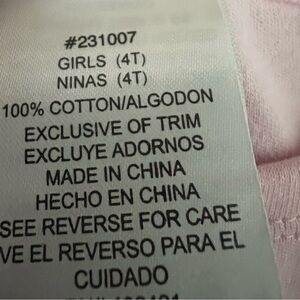 #231007
GIRLS (4T)
NINAS (4T)
100% COTTON/ALGODON
EXCLUSIVE OF TRIM
EXCLUYE ADORNOS
MADE IN CHINA
HECHO EN CHINA
SEE REVERSE FOR CARE
VE EL REVERSO PARA EL
CUIDADO